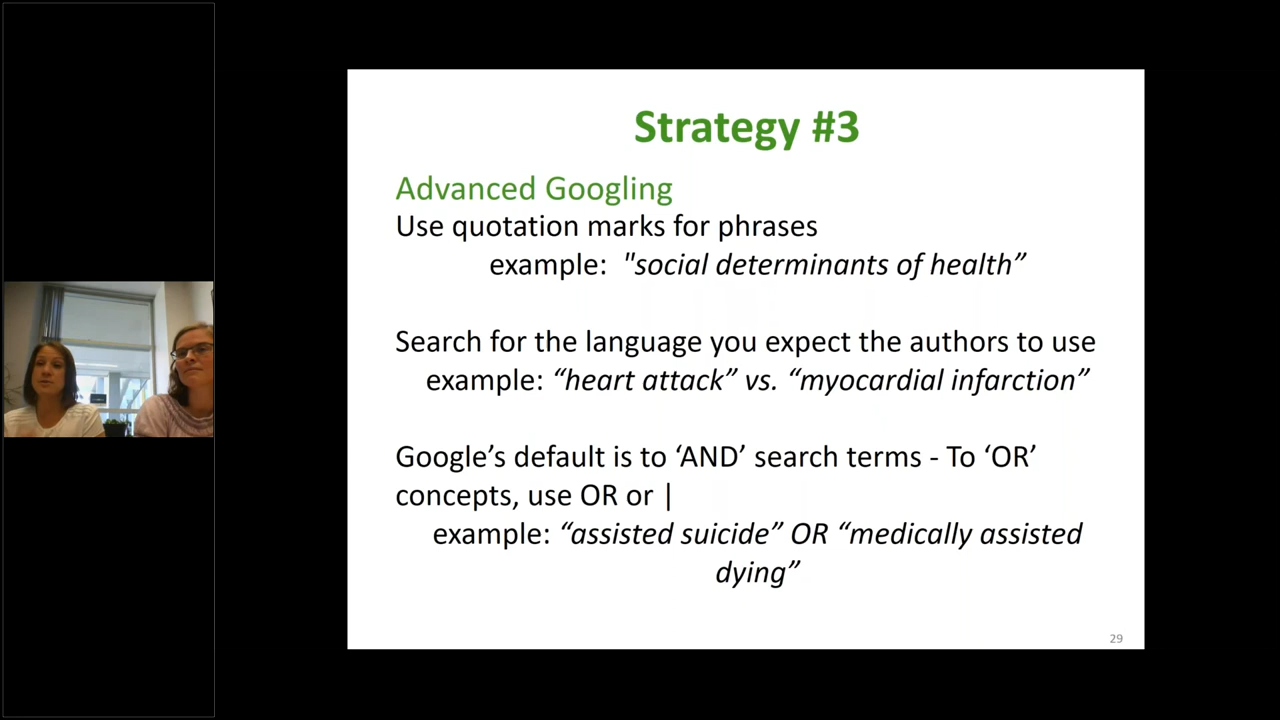 Strategy #3
Advanced Googling
Use quotation marks for phrases
example: "social determinants of health”
Search for the language you expect the authors to use
example: “heart attack” vs. “myocardial infarction”
Google’s default is to ‘AND’ search terms - To ‘OR’
concepts, use OR or |
example: “assisted suicide” OR “medically assisted
dying”
29